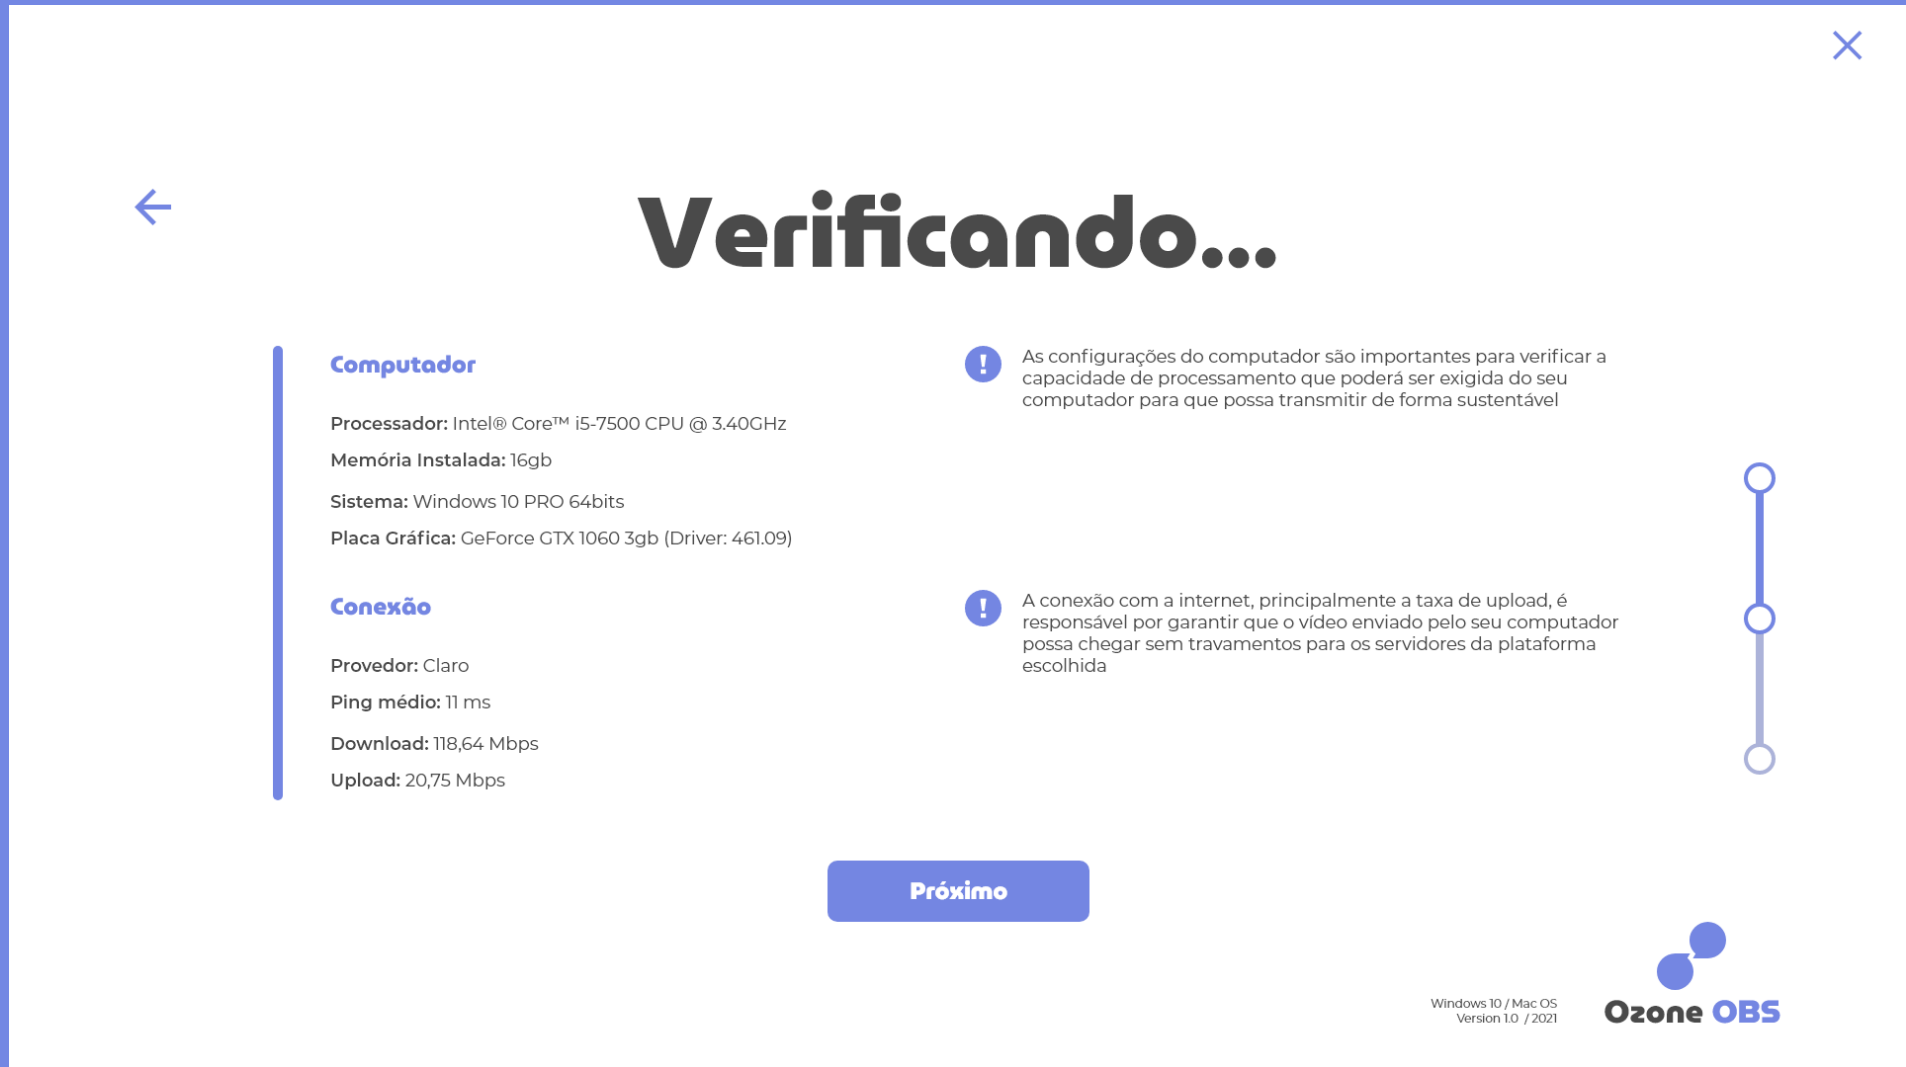 Verificando...
Computador
Processador: Intel® Core™ i5-7500 CPU @ 3.40GHz
Memória Instalada: 16gb
Sistema: Windows 10 PRO 64bits
Placa Gráfica: GeForce GTX 1060 3gb (Driver: 461.09)
! As configurações do computador são importantes para verificar a
capacidade de processamento que poderá ser exigida do seu
computador para que possa transmitir de forma sustentável
Conexão
Provedor: Claro
Ping médio: 11 ms
Download: 118,64 Mbps
Upload: 20,75 Mbps
! A conexão com a internet, principalmente a taxa de upload, é
responsável por garantir que o vídeo enviado pelo seu computador
possa chegar sem travamentos para os servidores da plataforma
escolhida
Próximo
Windows 10 / Mac OS
Version 1.0 / 2021
Ozone OBS